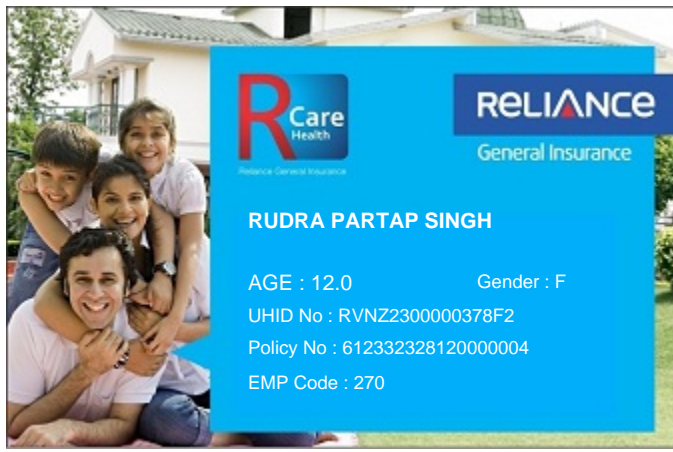 R Care
Health
Reliance General Insurance
RELIANCE
General Insurance
RUDRA PARTAP SINGH
AGE : 12.0 Gender : F
UHID No : RVNZ2300000378F2
Policy No : 612332328120000004
EMP Code : 270